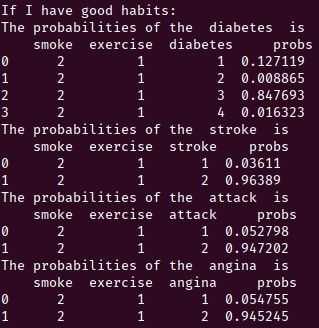 If I have good habits:
The probabilities of the  diabetes  is
    smoke  exercise  diabetes     probs
0       2         1         1  0.127119
1       2         1         2  0.008865
2       2         1         3  0.847693
3       2         1         4  0.016323
The probabilities of the  stroke  is
    smoke  exercise  stroke    probs
0       2         1       1  0.03611
1       2         1       2  0.96389
The probabilities of the  attack  is
    smoke  exercise  attack     probs
0       2         1       1  0.052798
1       2         1       2  0.947202
The probabilities of the  angina  is
    smoke  exercise  angina     probs
0       2         1       1  0.054755
1       2         1       2  0.945245